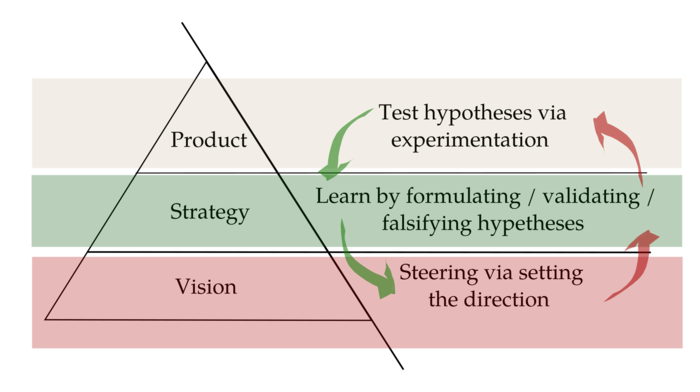 Product
Test hypotheses via
experimentation
Strategy
Learn by formulating / validating /
falsifying hypetheses
Vision
Steering via setting
the direction